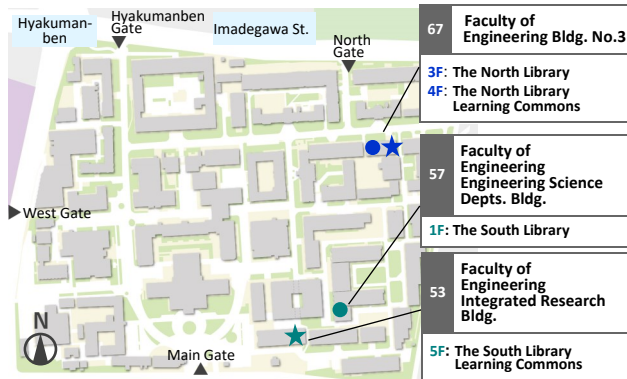 Hyakuman-
ben
Hyakumanben
Gate
Imadegawa St.
North
Gate
West Gate
N
Main Gate
67
Faculty of
Engineering Bldg. No.3
3F: The North Library
4F: The North Library
Learning Commons
57
Faculty of
Engineering
Engineering Science
Depts. Bldg.
1F: The South Library
53
Faculty of
Engineering
Integrated Research
Bldg.
5F: The South Library
Learning Commons